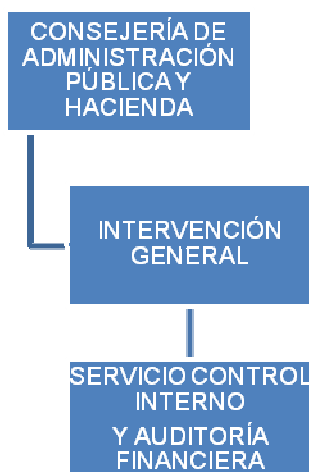 CONSEJERÍA DE
ADMINISTRACIÓN
PÚBLICA Y
HACIENDA
INTERVENCIÓN
GENERAL
SERVICIO CONTROL
INTERNO
Y AUDITORÍA
FINANCIERA